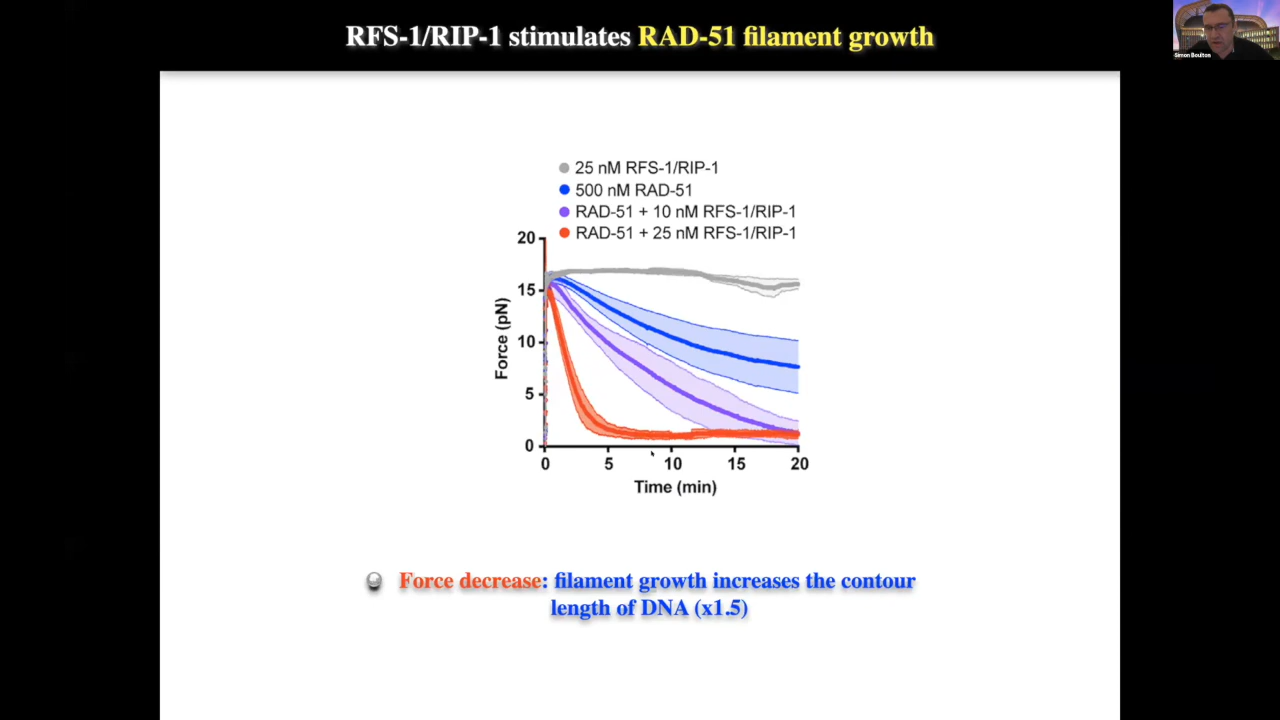 RFS-1/RIP-1 stimulates RAD-51 filament growth
Simon Boulton
25 nM RFS-1/RIP-1
500 nM RAD-51
RAD-51 + 10 nM RFS-1/RIP-1
RAD-51 + 25 nM RFS-1/RIP-1
20
15
10
5
0
Force (pN)
0 5 10 15 20
Time (min)
Force decrease: filament growth increases the contour
length of DNA (x1.5)